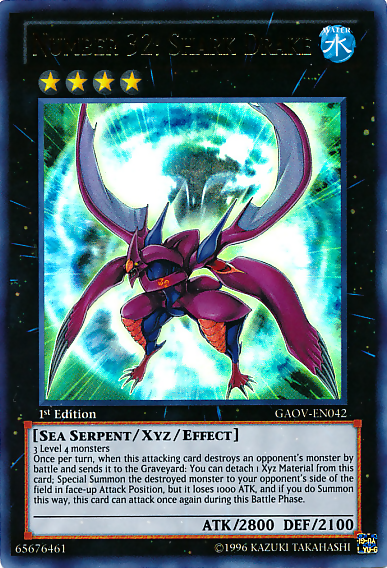 NUMBER 32: SHARK DRAKE
WATER
水
1st Edition
GAOV-EN042
[SEA SERPENT/XYZ/EFFECT]
3 Level 4 monsters
Once per turn, when this attacking card destroys an opponent's monster
by battle and sends it to the Graveyard: You can detach 1 Xyz Material from this
card; Special Summon the destroyed monster to your opponent's side of the
field in face-up Attack Position, but it loses 1000 ATK, and if you do Summon
this way, this card can attack once again during this Battle Phase.
ATK/2800 DEF/2100
65676461
©1996 KAZUKI TAKAHASHI